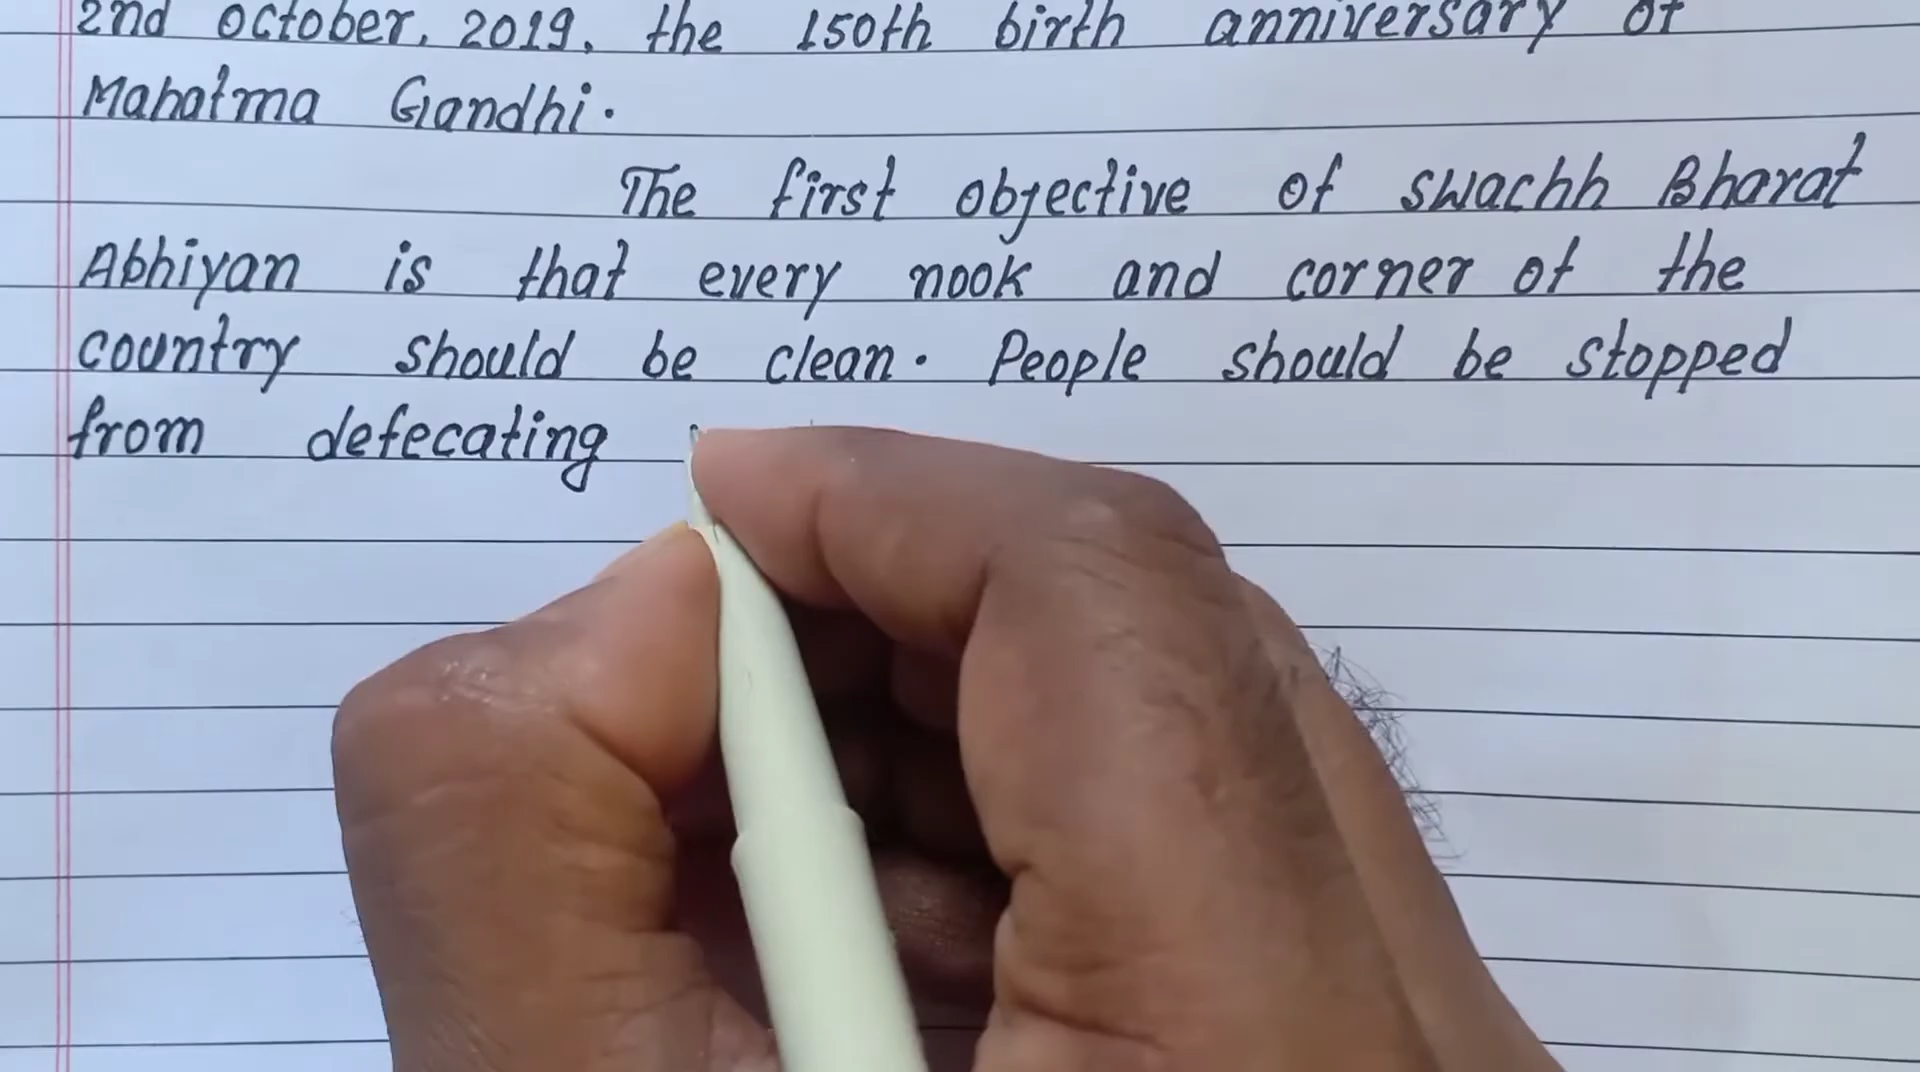 2nd october, 2019, the 150th birth anniversary of
Mahatma Gandhi.
The first objective of swachh Bharat
Abhiyan is that every nook and corner of the
country should be clean. People should be stopped
from defecating